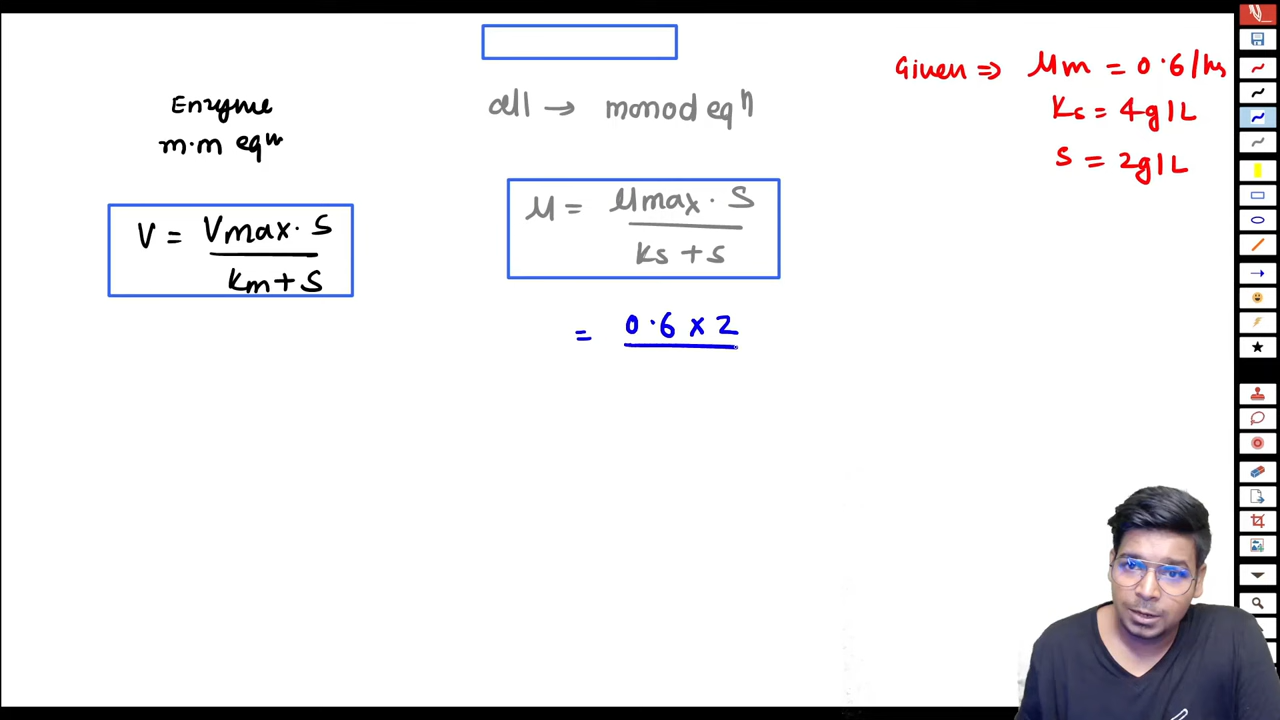 Enzyme
m.m eqn
V = Vmax. S
Km + S
cell → monod eqn
μ = μmax. S
Ks + S
= 0.6 x 2
Given ⇒ μm = 0.6/hr
Ks = 4g/L
S = 2g/L